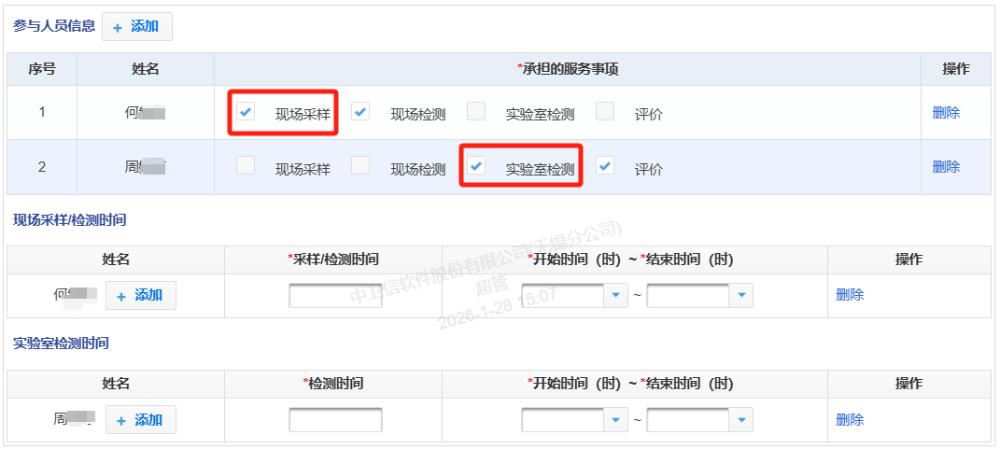 参与人员信息 + 添加
序号 姓名 *承担的服务事项 操作
1 何 现场采样 现场检测 实验室检测 评价 删除
2 周 现场采样 现场检测 实验室检测 评价 删除
现场采样/检测时间
姓名 *采样/检测时间 *开始时间（时）~ *结束时间（时） 操作
何 + 添加 ~ 删除
中卫信软件股份有限公司(无锡分公司)
超管
2026-1-28 15:07
实验室检测时间
姓名 *检测时间 *开始时间（时）~ *结束时间（时） 操作
周 + 添加 ~ 删除